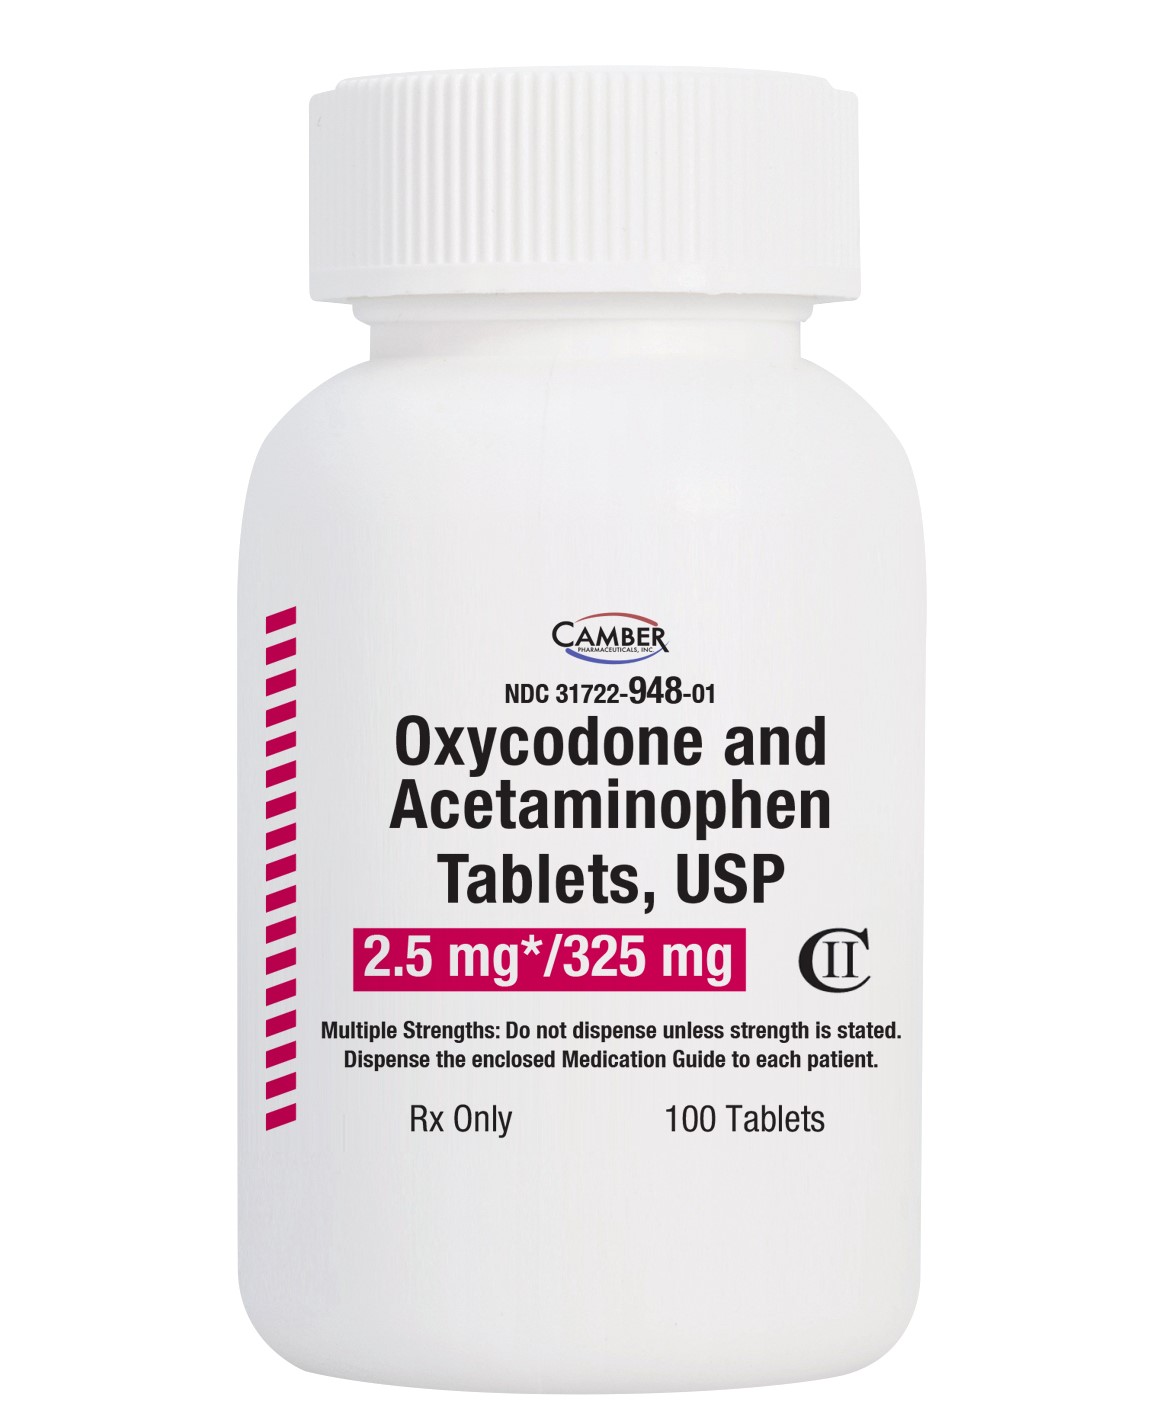 CAMBER
PHARMACEUTICALS, INC
NDC 31722-948-01
Oxycodone and
Acetaminophen
Tablets, USP
2.5 mg*/325 mg
CII
Multiple Strengths: Do not dispense unless strength is stated.
Dispense the enclosed Medication Guide to each patient.
Rx Only 100 Tablets